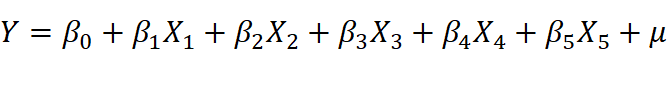 Y = β₀ + β₁X₁ + β₂X₂ + β₃X₃ + β₄X₄ + β₅X₅ + μ